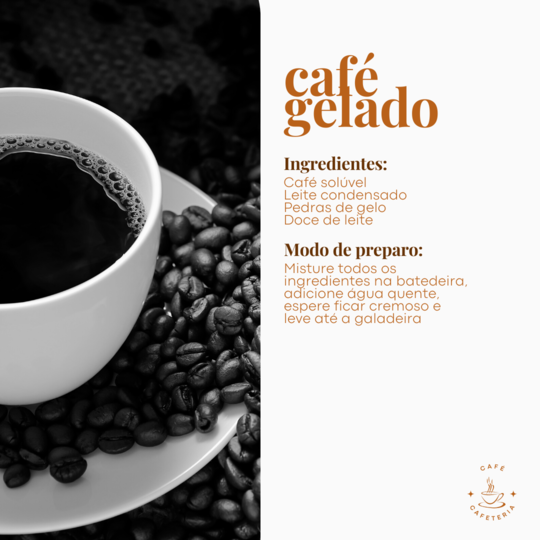 café
gelado
Ingredientes:
Café solúvel
Leite condensado
Pedras de gelo
Doce de leite
Modo de preparo:
Misture todos os
ingredientes na batedeira,
adicione água quente,
espere ficar cremoso e
leve até a galadeira
CAFE
CAFETERIA